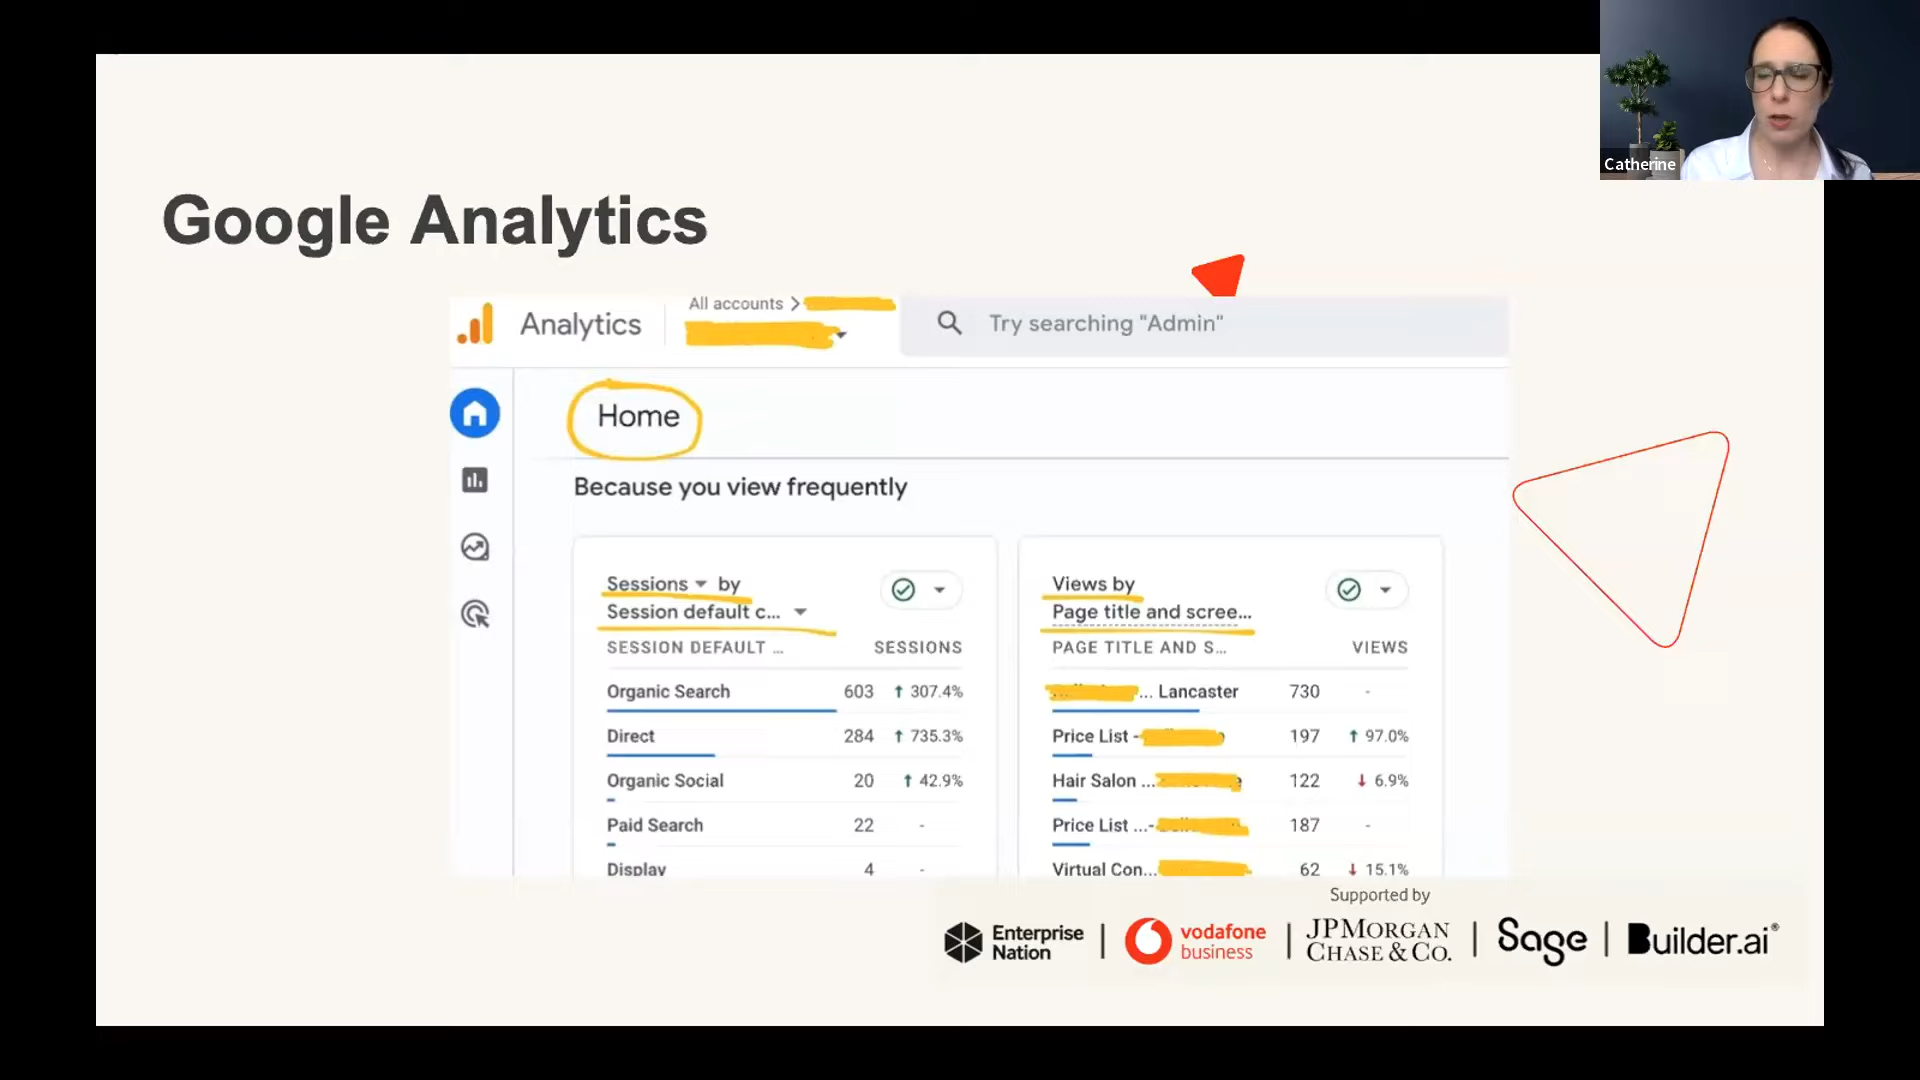 Catherine
Google Analytics
Analytics
All accounts >
Try searching "Admin"
Home
Because you view frequently
Sessions by
Session default c...
SESSION DEFAULT ...
SESSIONS
Organic Search 603 ↑ 307.4%
Direct 284 ↑ 735.3%
Organic Social 20 ↑ 42.9%
Paid Search 22 -
Display 4 -
Views by
Page title and scree...
PAGE TITLE AND S...
VIEWS
... Lancaster 730 -
Price List - 197 ↑ 97.0%
Hair Salon ... 122 ↓ 6.9%
Price List ...- 187 -
Virtual Con... 62 ↓ 15.1%
Supported by
Enterprise
Nation
vodafone
business
JPMORGAN
CHASE & CO.
Sage
Builder.ai®